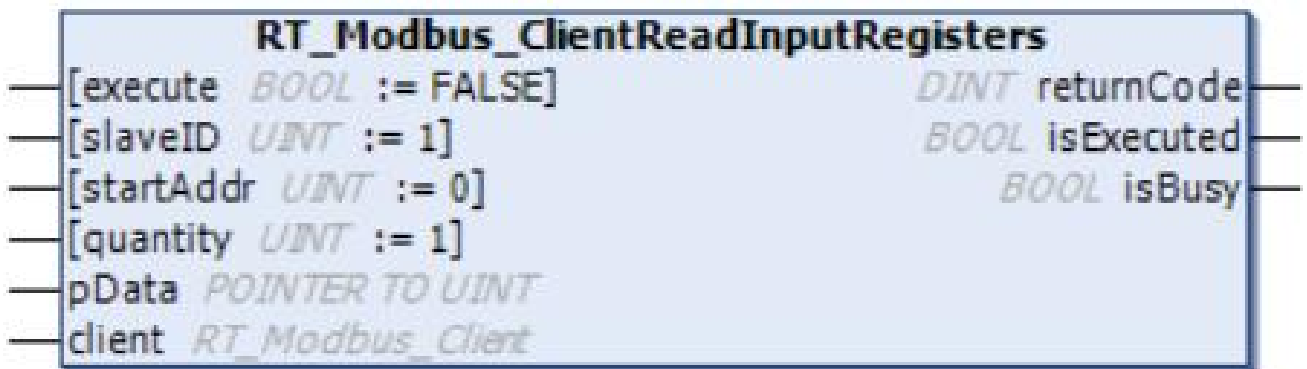 RT_Modbus_ClientReadInputRegisters
[execute BOOL := FALSE] DINT returnCode
[slaveID UINT := 1] BOOL isExecuted
[startAddr UINT := 0] BOOL isBusy
[quantity UINT := 1]
pData POINTER TO UINT
client RT_Modbus_Client